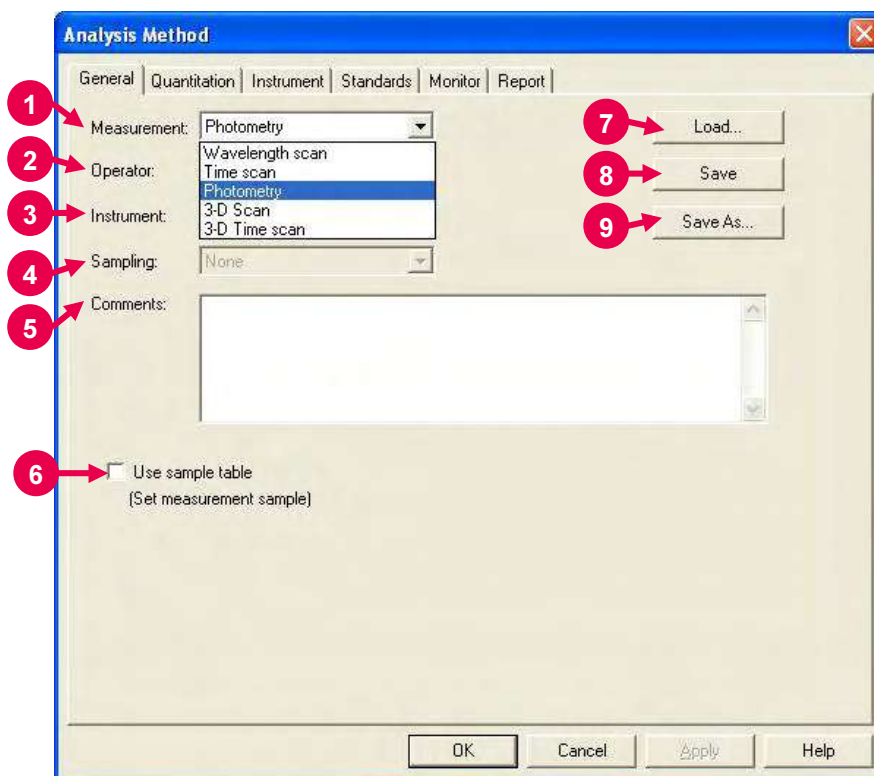 Analysis Method
General Quantitation Instrument Standards Monitor Report
1 Measurement: Photometry
Wavelength scan
Time scan
Photometry
3-D Scan
3-D Time scan
2 Operator:
3 Instrument:
4 Sampling: None
5 Comments:
6 Use sample table
(Set measurement sample)
7 Load...
8 Save
9 Save As...
OK Cancel Apply Help